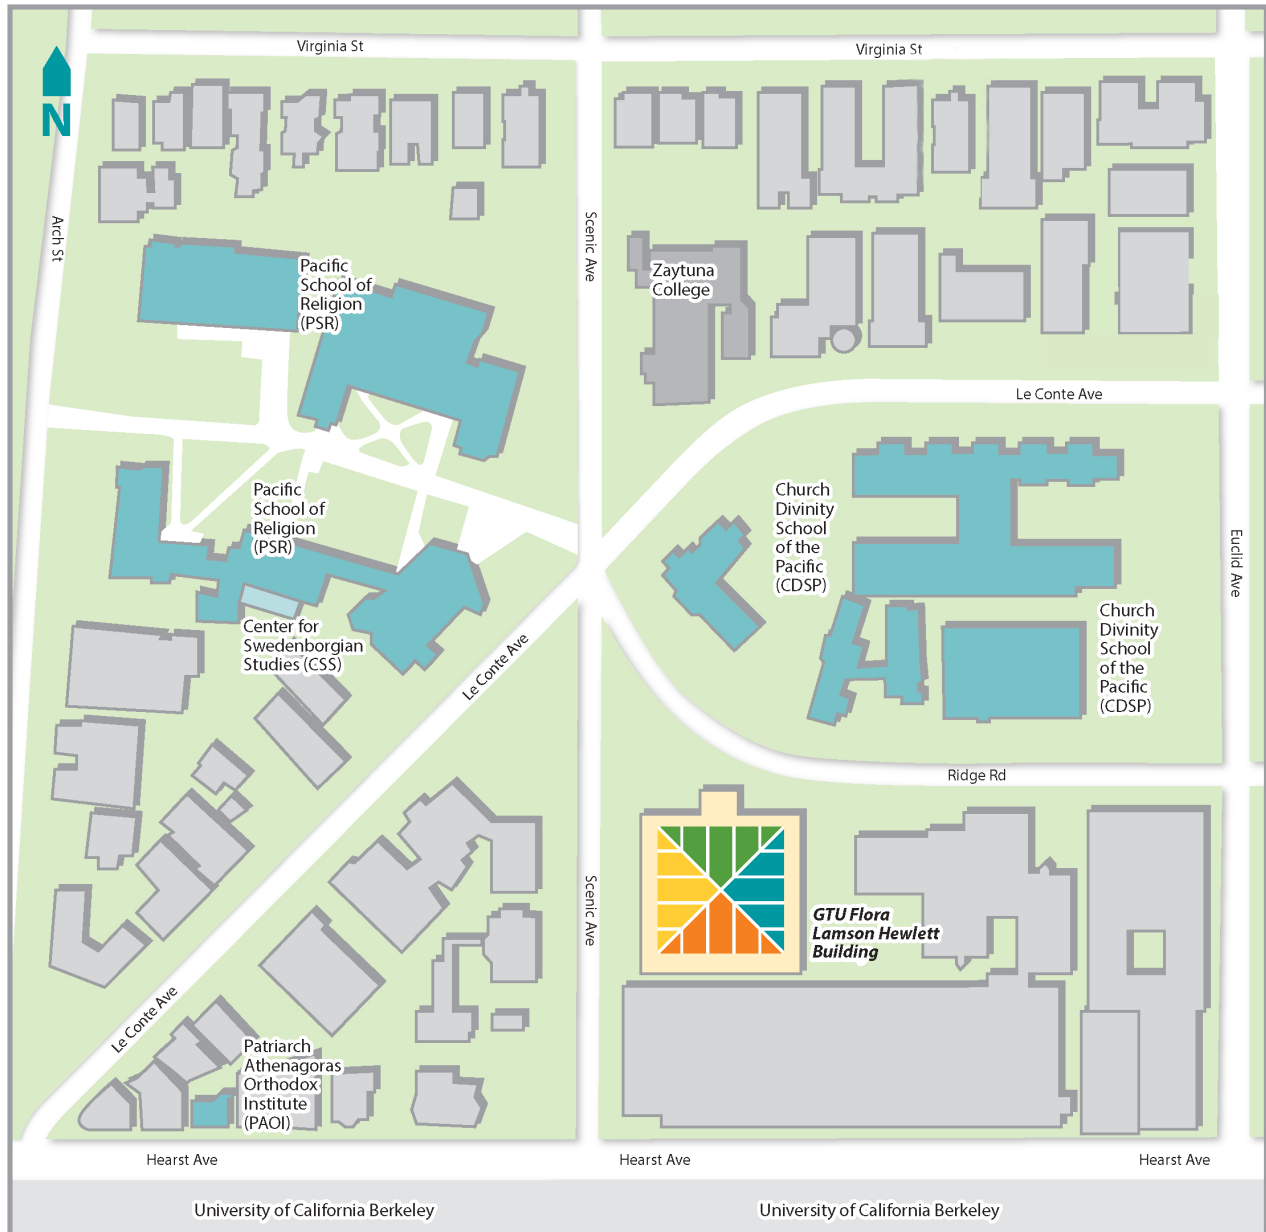 Virginia St
Virginia St
N
Arch St
Scenic Ave
Pacific
School of
Religion
(PSR)
Zaytuna
College
Le Conte Ave
Pacific
School of
Religion
(PSR)
Church
Divinity
School
of the
Pacific
(CDSP)
Euclid Ave
Church
Divinity
School
of the
Pacific
(CDSP)
Center for
Swedenborgian
Studies (CSS)
Le Conte Ave
Ridge Rd
Scenic Ave
GTU Flora
Lamson Hewlett
Building
Le Conte Ave
Patriarch
Athenagoras
Orthodox
Institute
(PAOI)
Hearst Ave
Hearst Ave
Hearst Ave
University of California Berkeley
University of California Berkeley